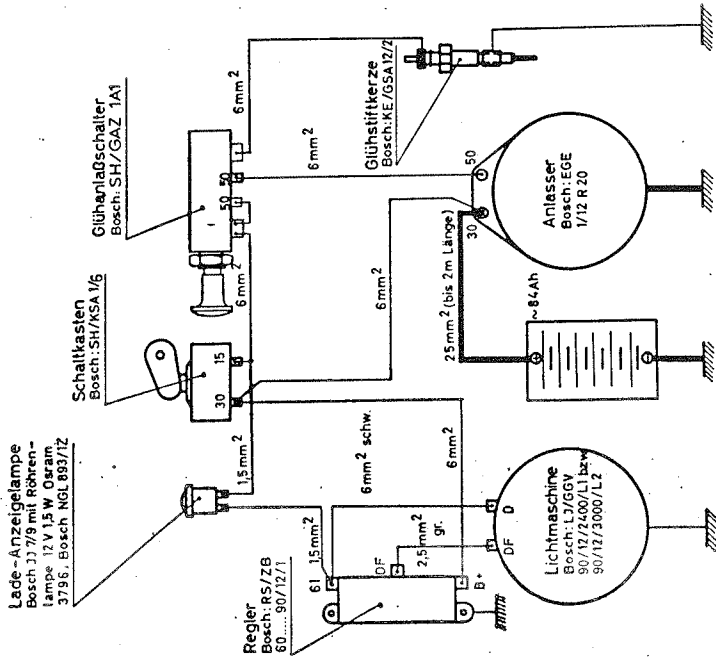 Lade-Anzeigelampe
Bosch JJ 7/9 mit Röhren-
lampe 12 V 1,5 W Osram
3796, Bosch NGL 893/1Z
Schaltkasten
Bosch: SH/KSA 1/6
Glühanlaßschalter
Bosch: SH/GAZ 1A1
30
15
50
50
6mm²
6mm²
6mm²
1,5mm²
1,5mm²
6mm² schw.
6mm²
6mm²
Glühstiftkerze
Bosch: KE/GSA12/2
Regler
Bosch: RS/ZB
60.... 90/12/1
61
DF
B+
2,5mm²
gr.
D
DF
Lichtmaschine
Bosch: LJ/GGV
90/12/2400/L1 bzw
90/12/3000/L2
25mm² (bis 2m Länge)
~84Ah
30
50
Anlasser
Bosch: EGE
1/12 R 20